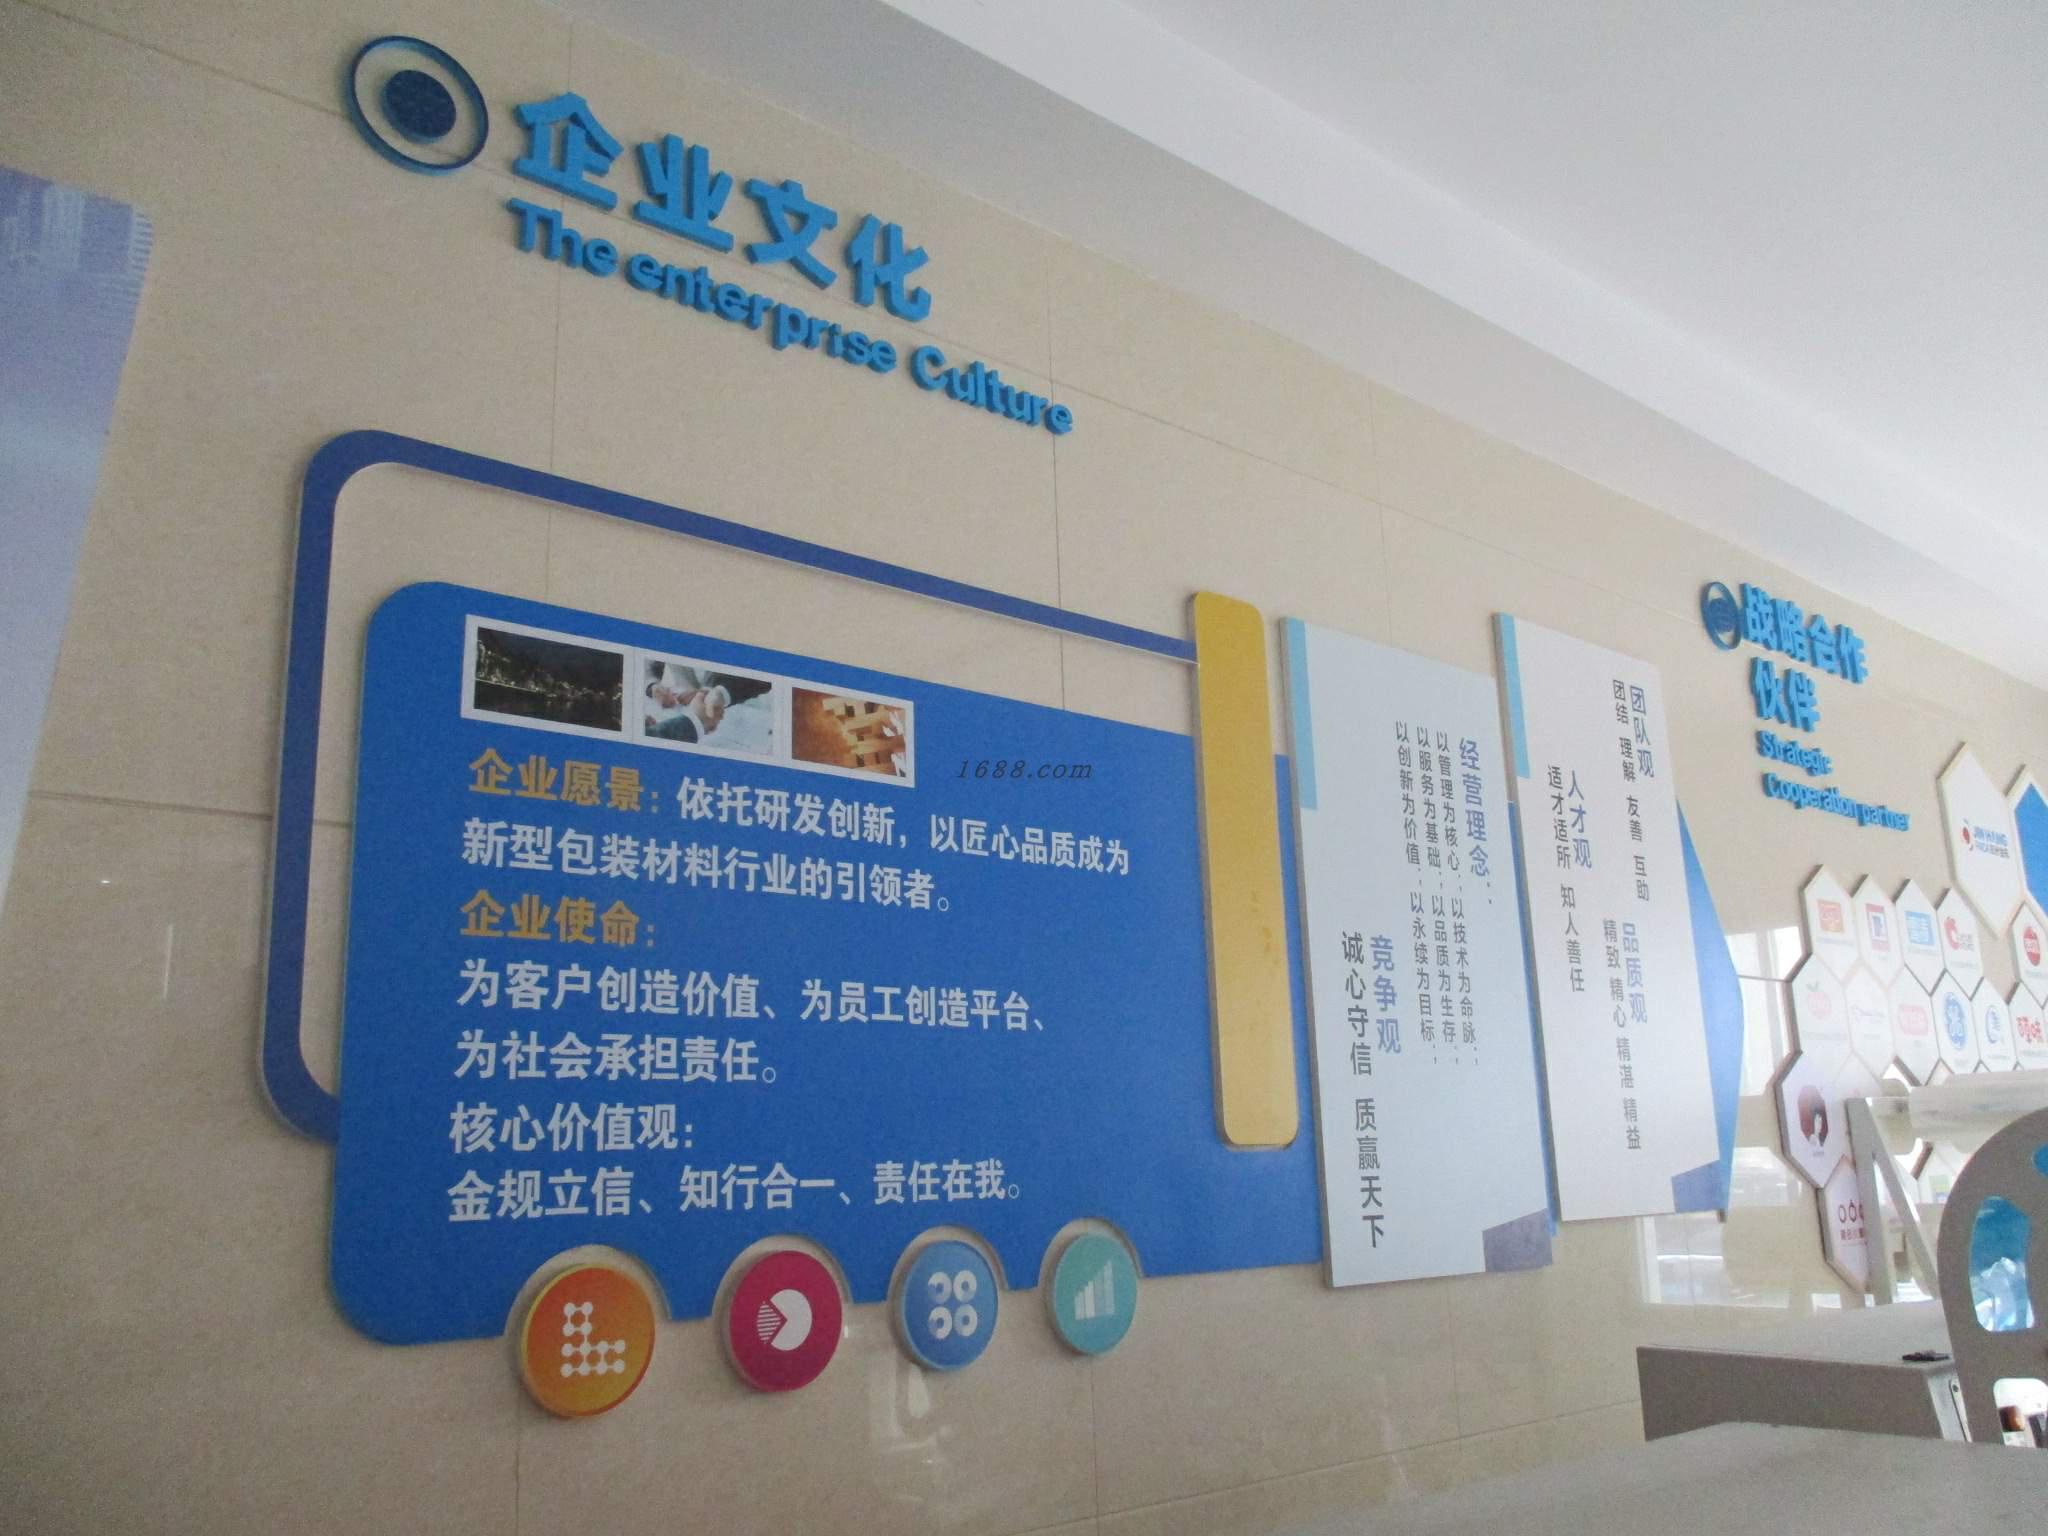 企业文化
The enterprise Culture
1688.com
企业愿景：依托研发创新，以匠心品质成为
新型包装材料行业的引领者。
企业使命：
为客户创造价值、为员工创造平台、
为社会承担责任。
核心价值观：
金规立信、知行合一、责任在我。
经营理念：
以管理为核心；以技术为命脉；
以服务为基础；以品质为生存；
以创新为价值；以永续为目标；
竞争观
诚心守信 质赢天下
团队观
团结 理解 友善 互助
人才观
适才适所 知人善任
品质观
精致 精心 精湛 精益
战略合作
伙伴
Strategic
Cooperation partner
JIN HANG